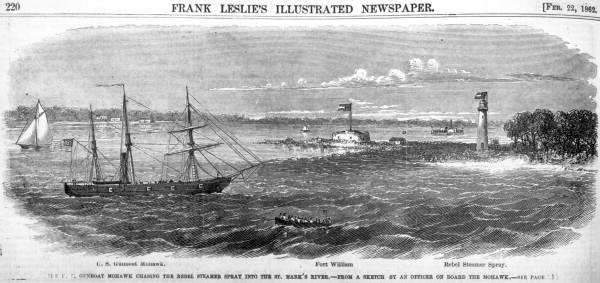 220
FRANK LESLIE'S ILLUSTRATED NEWSPAPER.
[FEB. 22, 1862.
U. S. Gunboat Mohawk.
Fort William
Rebel Steamer Spray.
GUNBOAT MOHAWK CHASING THE REBEL STEAMER SPRAY INTO THE ST. MARK'S RIVER.—FROM A SKETCH BY AN OFFICER ON BOARD THE MOHAWK.—SEE PAGE